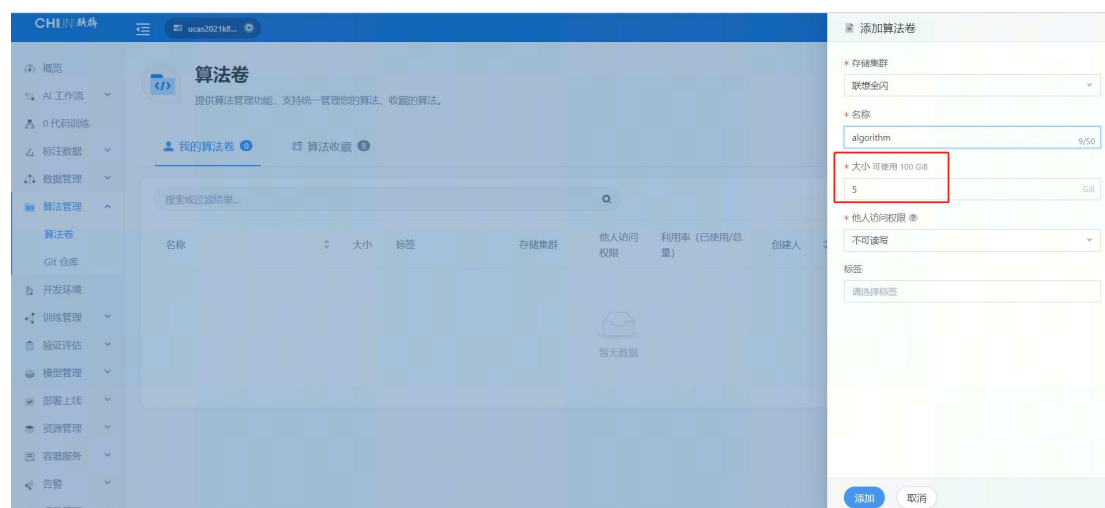 ucas2021k8...
概览
AI 工作流
0 代码训练
标注数据
数据管理
算法管理
算法卷
Git 仓库
开发环境
训练管理
验证评估
模型管理
部署上线
资源管理
容器服务
告警
算法卷
提供算法管理功能，支持统一管理您的算法、收藏的算法。
我的算法卷 0
算法收藏 0
搜索或过滤结果...
名称
大小
标签
存储集群
他人访问
权限
利用率（已使用/总
量）
创建人
暂无数据
添加算法卷
* 存储集群
联想全闪
* 名称
algorithm
9/50
* 大小 可使用 100 GiB
5
GiB
* 他人访问权限
不可读写
标签
请选择标签
添加
取消